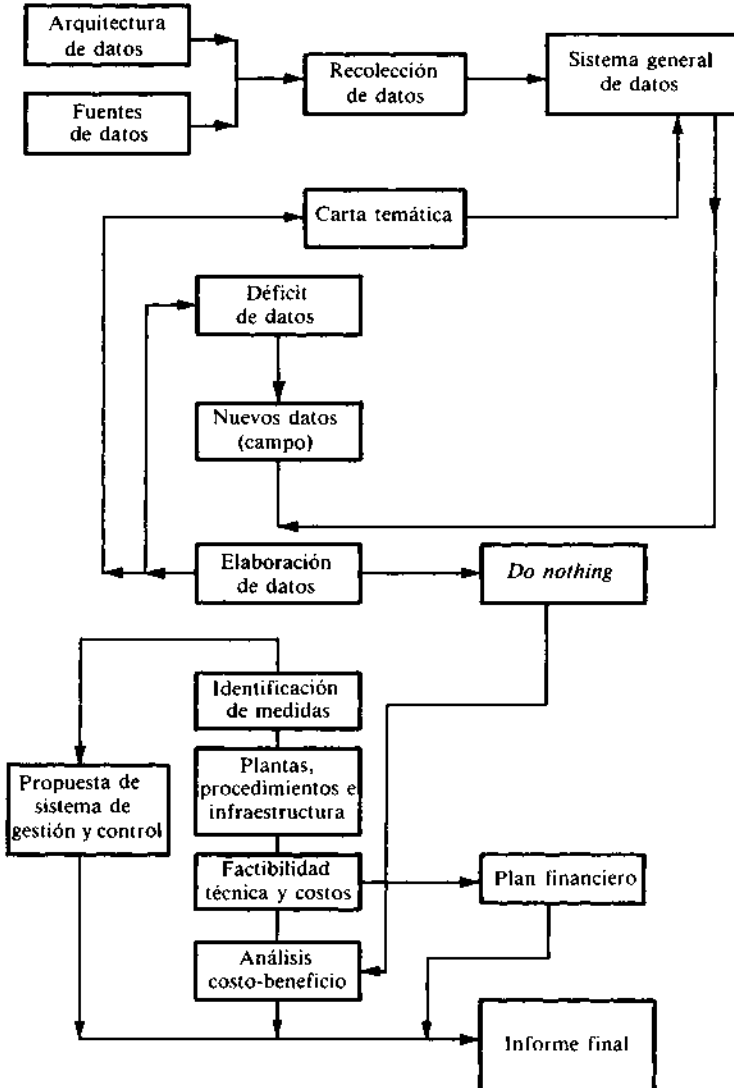 Arquitectura
de datos
Fuentes
de datos
Recolección
de datos
Sistema general
de datos
Carta temática
Déficit
de datos
Nuevos datos
(campo)
Elaboración
de datos
Do nothing
Identificación
de medidas
Plantas,
procedimientos e
infraestructura
Propuesta de
sistema de
gestión y control
Factibilidad
técnica y costos
Plan financiero
Análisis
costo-beneficio
Informe final